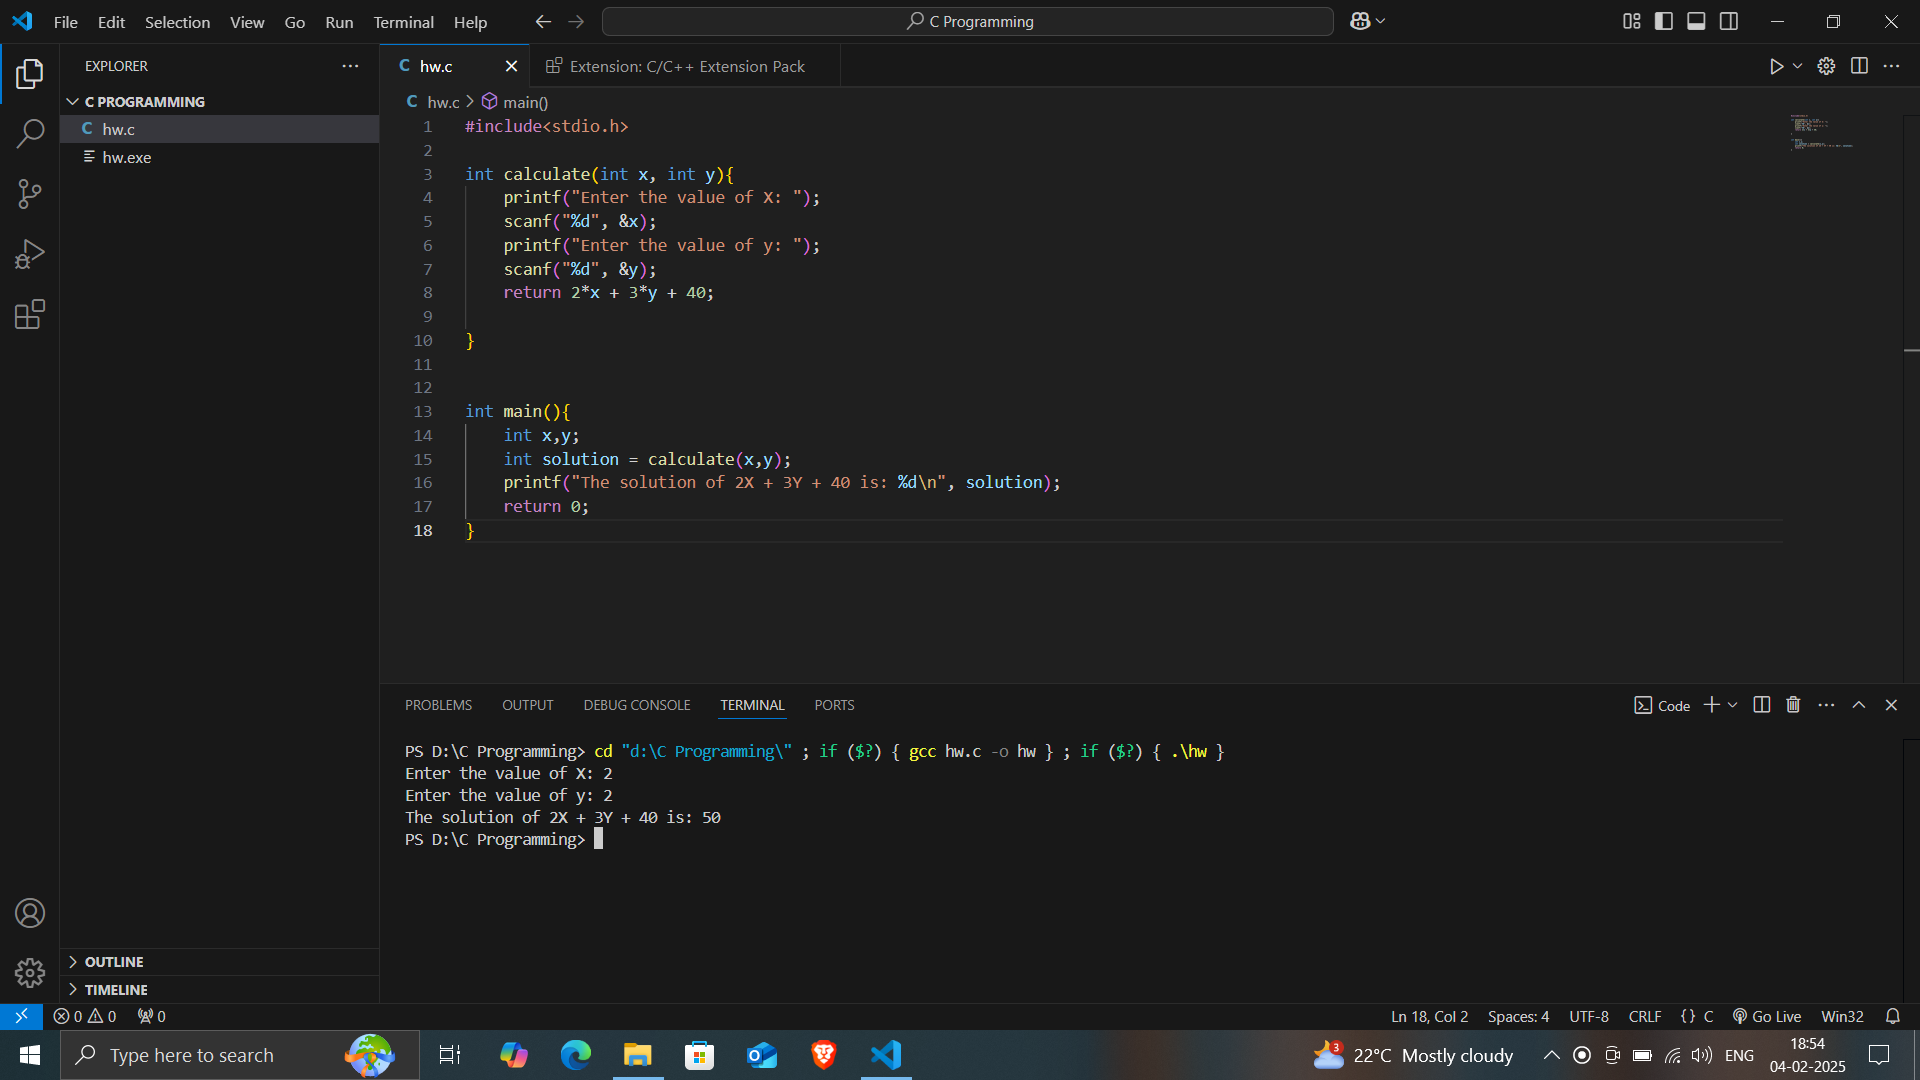 File Edit Selection View Go Run Terminal Help
C Programming
EXPLORER
C PROGRAMMING
C hw.c
hw.exe
OUTLINE
TIMELINE
C hw.c
Extension: C/C++ Extension Pack
C hw.c > main()
1 #include<stdio.h>
2
3 int calculate(int x, int y){
4 printf("Enter the value of X: ");
5 scanf("%d", &x);
6 printf("Enter the value of y: ");
7 scanf("%d", &y);
8 return 2*x + 3*y + 40;
9
10 }
11
12
13 int main(){
14 int x,y;
15 int solution = calculate(x,y);
16 printf("The solution of 2X + 3Y + 40 is: %d\n", solution);
17 return 0;
18 }
PROBLEMS OUTPUT DEBUG CONSOLE TERMINAL PORTS
Code
PS D:\C Programming> cd "d:\C Programming\" ; if ($?) { gcc hw.c -o hw } ; if ($?) { .\hw }
Enter the value of X: 2
Enter the value of y: 2
The solution of 2X + 3Y + 40 is: 50
PS D:\C Programming>
0 0 0
Ln 18, Col 2 Spaces: 4 UTF-8 CRLF {} C Go Live Win32
Type here to search
3
22°C Mostly cloudy
ENG
18:54
04-02-2025